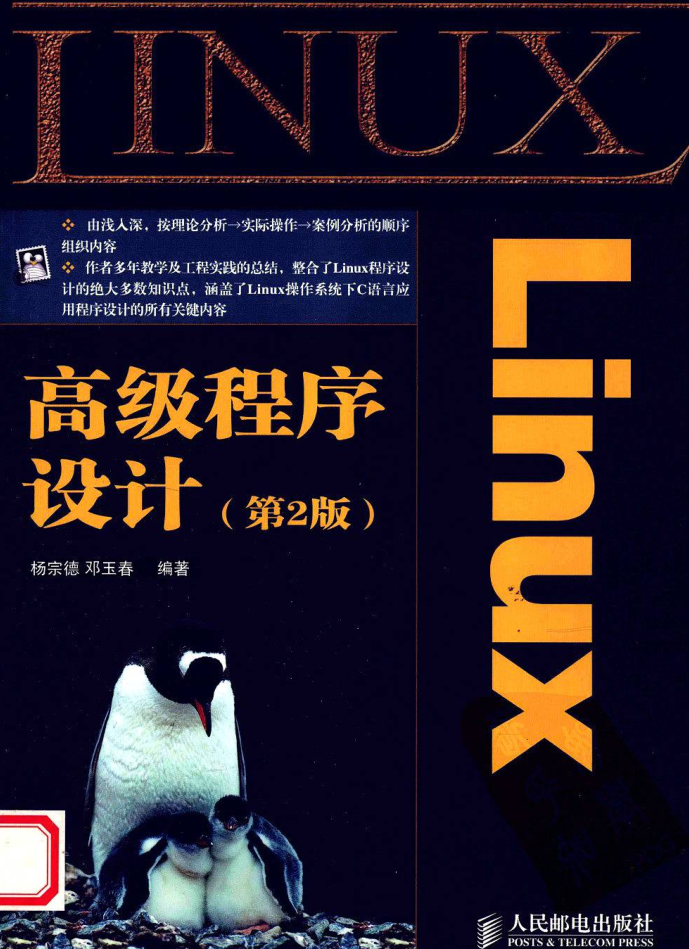 LINUX
❖ 由浅入深，按理论分析→实际操作→案例分析的顺序
组织内容
❖ 作者多年教学及工程实践的总结，整合了Linux程序设
计的绝大多数知识点，涵盖了Linux操作系统下C语言应
用程序设计的所有关键内容
Linux
高级程序
设计（第2版）
杨宗德 邓玉春 编著
人民邮电出版社
POSTS & TELECOM PRESS